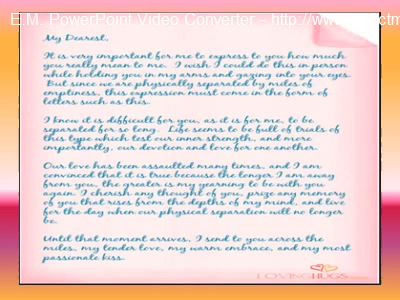 E.M. PowerPoint Video Converter - http://www.
My Dearest,
It is very important for me to express to you how much
you really mean to me. I wish I could do this in person
while holding you in my arms and gazing into your eyes.
But since we are physically separated by miles of
emptiness, this expression must come in the form of
letters such as this.
I know it is difficult for you, as it is for me, to be
separated for so long. Life seems to be full of trials of
this type which test our inner strength, and more
importantly, our devotion and love for one another.
Our love has been assaulted many times, and I am
convinced that it is true because the longer I am away
from you, the greater is my yearning to be with you
again. I cherish any thought of you, prize any memory
of you that rises from the depths of my mind, and live
for the day when our physical separation will no longer
be.
Until that moment arrives, I send to you across the
miles, my tender love, my warm embrace, and my most
passionate kiss.
LOVINGHUGS